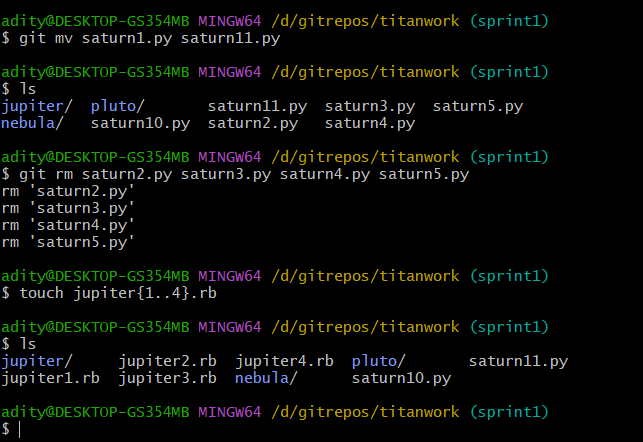 adity@DESKTOP-GS354MB MINGW64 /d/gitrepos/titanwork (sprint1)
$ git mv saturn1.py saturn11.py
adity@DESKTOP-GS354MB MINGW64 /d/gitrepos/titanwork (sprint1)
$ ls
jupiter/  pluto/       saturn11.py  saturn3.py  saturn5.py
nebula/   saturn10.py  saturn2.py   saturn4.py
adity@DESKTOP-GS354MB MINGW64 /d/gitrepos/titanwork (sprint1)
$ git rm saturn2.py saturn3.py saturn4.py saturn5.py
rm 'saturn2.py'
rm 'saturn3.py'
rm 'saturn4.py'
rm 'saturn5.py'
adity@DESKTOP-GS354MB MINGW64 /d/gitrepos/titanwork (sprint1)
$ touch jupiter{1..4}.rb
adity@DESKTOP-GS354MB MINGW64 /d/gitrepos/titanwork (sprint1)
$ ls
jupiter/     jupiter2.rb  jupiter4.rb  pluto/       saturn11.py
jupiter1.rb  jupiter3.rb  nebula/      saturn10.py
adity@DESKTOP-GS354MB MINGW64 /d/gitrepos/titanwork (sprint1)
$